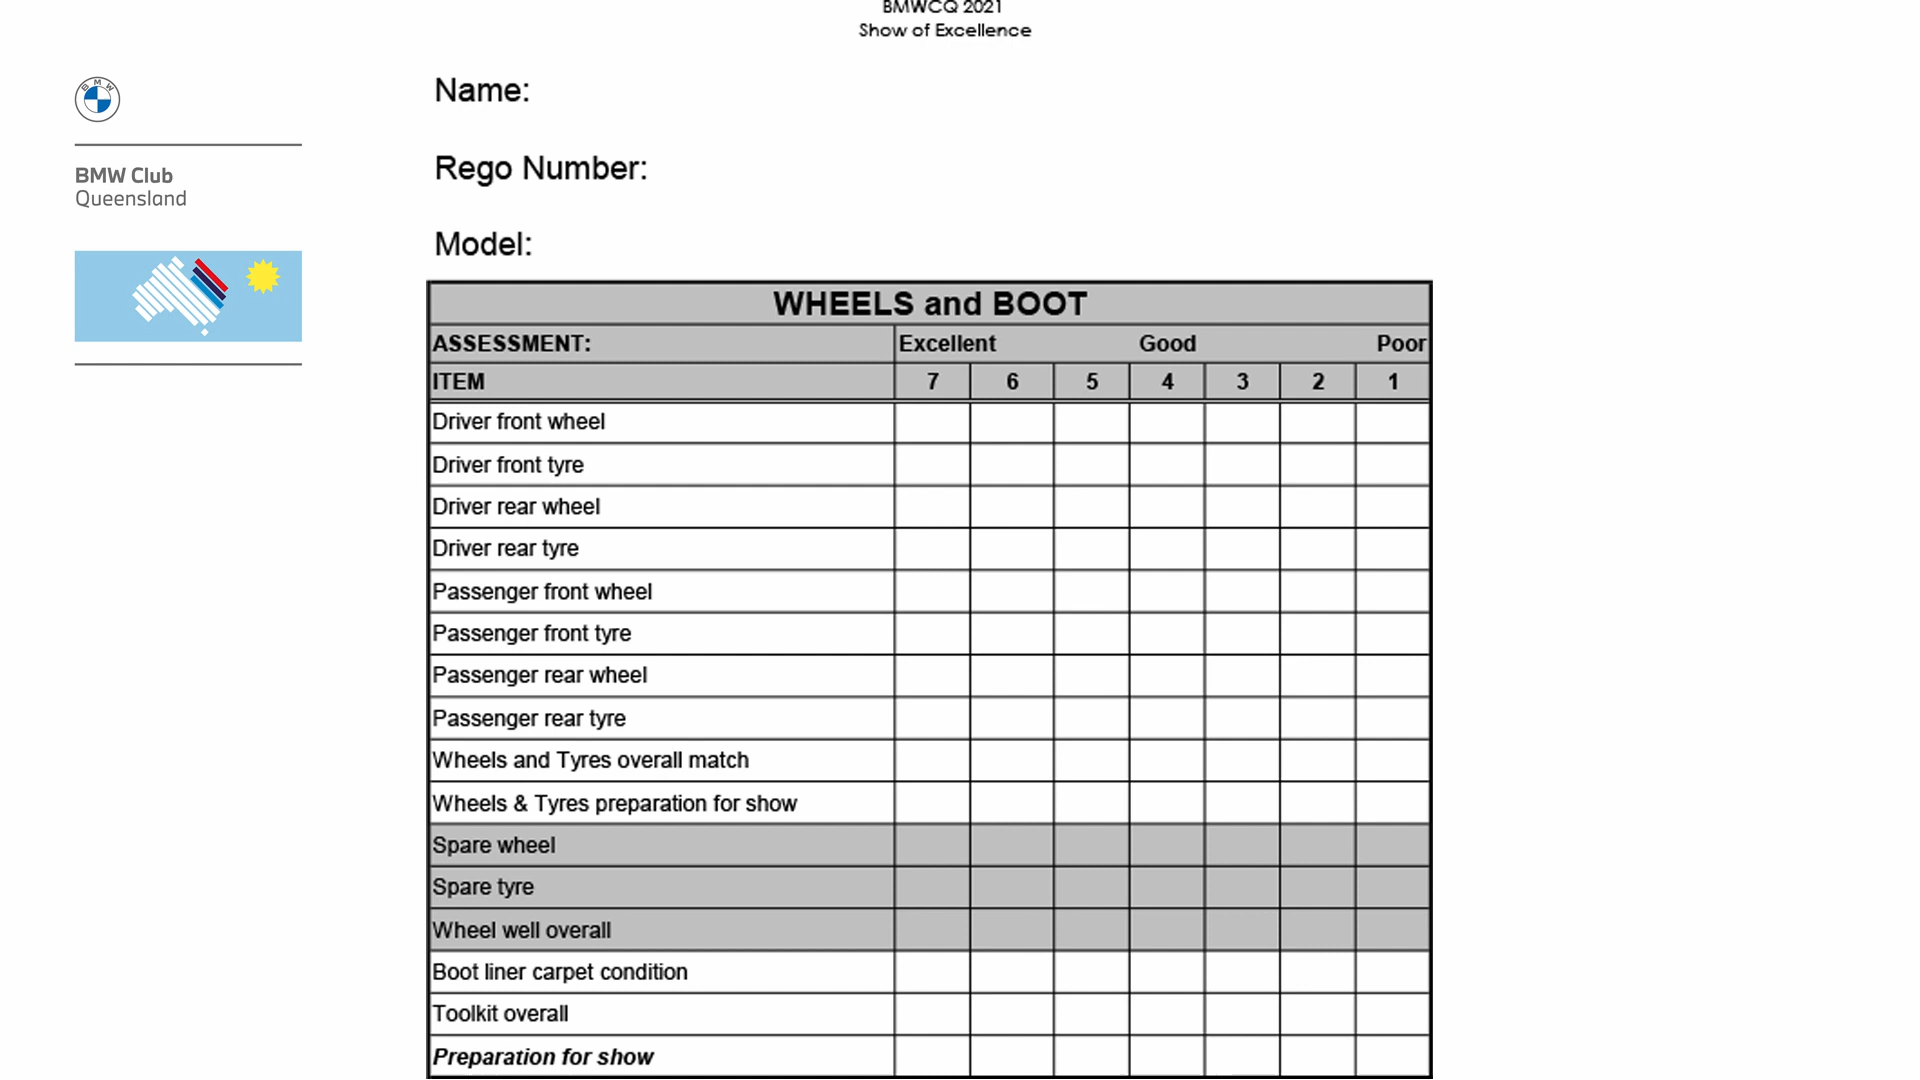 BMWCQ 2021
Show of Excellence
BMW
BMW Club
Queensland
Name:
Rego Number:
Model:
WHEELS and BOOT
ASSESSMENT: Excellent Good Poor
ITEM 7 6 5 4 3 2 1
Driver front wheel
Driver front tyre
Driver rear wheel
Driver rear tyre
Passenger front wheel
Passenger front tyre
Passenger rear wheel
Passenger rear tyre
Wheels and Tyres overall match
Wheels & Tyres preparation for show
Spare wheel
Spare tyre
Wheel well overall
Boot liner carpet condition
Toolkit overall
Preparation for show